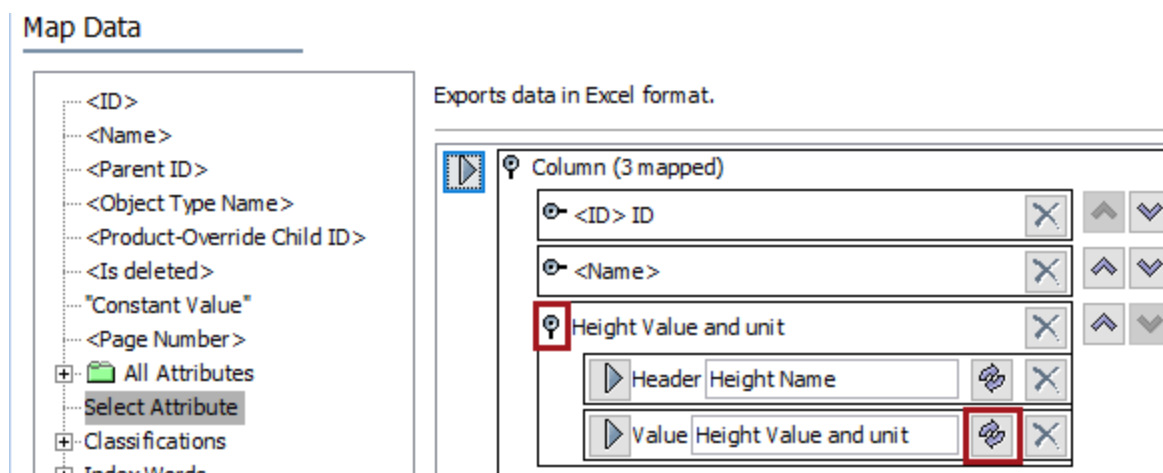 Map Data
<ID>
<Name>
<Parent ID>
<Object Type Name>
<Product-Override Child ID>
<Is deleted>
"Constant Value"
<Page Number>
All Attributes
Select Attribute
Classifications
Index Words
Exports data in Excel format.
Column (3 mapped)
<ID> ID
<Name>
Height Value and unit
Header Height Name
Value Height Value and unit